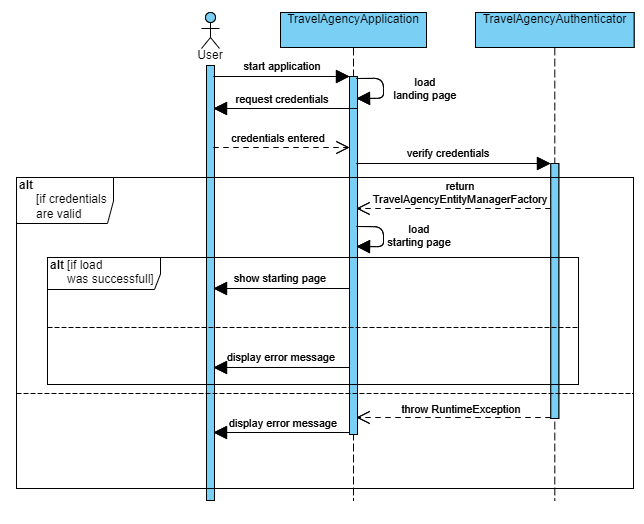 TravelAgencyApplication
TravelAgencyAuthenticator
User
start application
load
landing page
request credentials
credentials entered
verify credentials
alt
[if credentials
are valid
return
TravelAgencyEntityManagerFactory
load
starting page
alt [if load
was successfull]
show starting page
display error message
throw RuntimeException
display error message